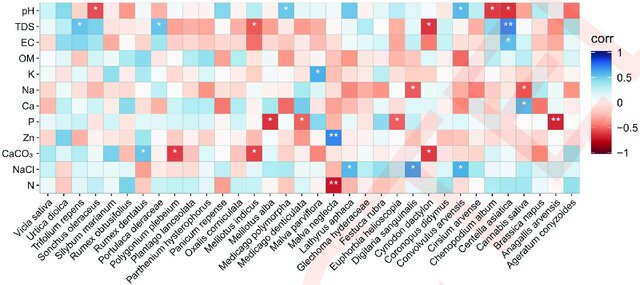 pH
TDS
EC
OM
K
Na
Ca
P
Zn
CaCO₃
NaCl
N
corr
1.0
0.5
0
−0.5
−1
Vicia sativa
Urtica dioica
Trifolium repens
Sonchus oleraceus
Silybum marianum
Rumex obtusifolius
Rumex dentatus
Portulaca oleraceae
Polygonium plebeium
Plantago lanceolata
Parthenium hysterophorus
Panicum repense
Oxalis corniculata
Melilotus indicus
Melilotus alba
Medicago polymorpha
Medicago denticulata
Malva parviflora
Malva neglecta
Lathyrus aphaca
Glechoma hyderaceae
Festuca rubra
Euphorbia helioscopia
Digitaria sanguinalis
Cynodon dactylon
Coronopus didymus
Convolvulus arvensis
Cirsium arvense
Chenopodium album
Centella asiatica
Cannabis sativa
Brassica napus
Anagallis arvensis
Ageratum conyzoides